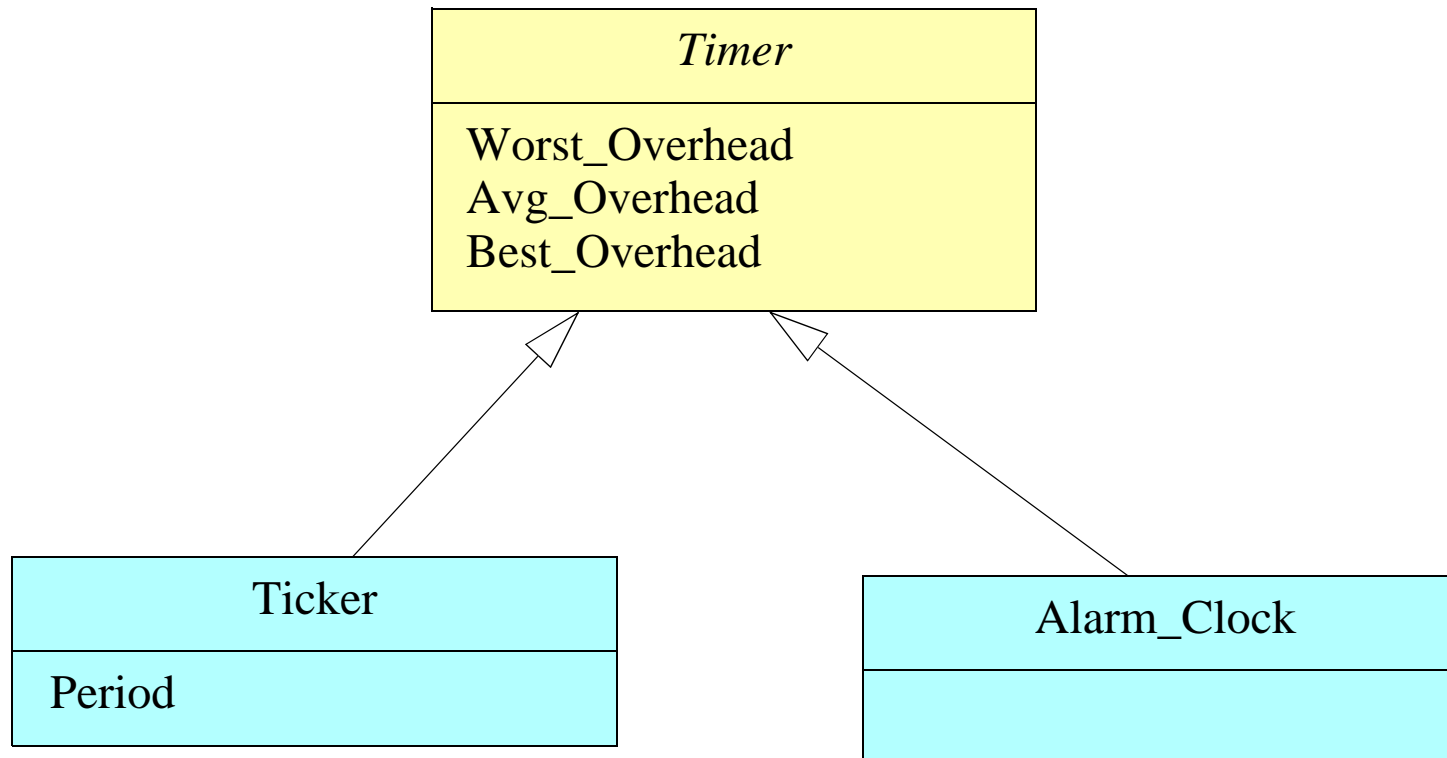 Timer
Worst_Overhead
Avg_Overhead
Best_Overhead
Ticker
Period
Alarm_Clock